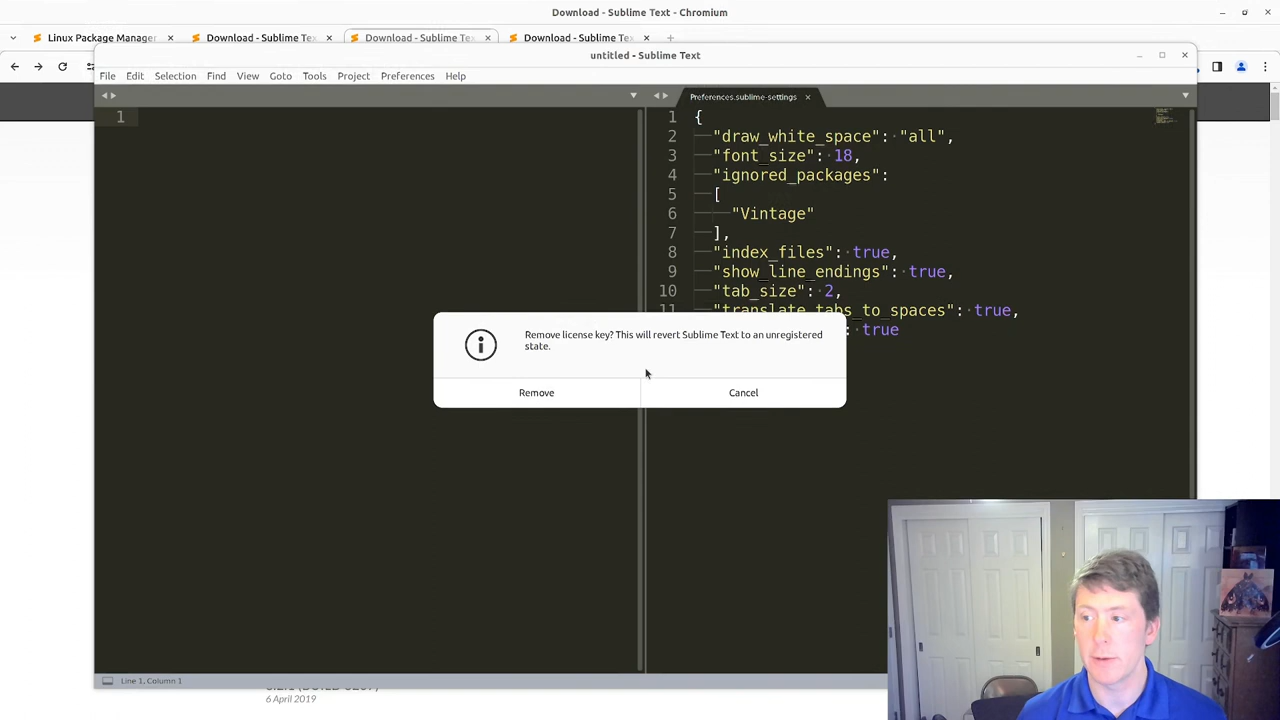 Download - Sublime Text - Chromium
Linux Package Manager
Download - Sublime Tex
Download - Sublime Tex
Download - Sublime Tex
untitled - Sublime Text
File Edit Selection Find View Goto Tools Project Preferences Help
Preferences.sublime-settings
1
1 {
2 "draw_white_space": "all",
3 "font_size": 18,
4 "ignored_packages":
5 [
6 "Vintage"
7 ],
8 "index_files": true,
9 "show_line_endings": true,
10 "tab_size": 2,
11 "translate_tabs_to_spaces": true,
: true
Remove license key? This will revert Sublime Text to an unregistered
state.
Remove
Cancel
Line 1, Column 1
6 April 2019